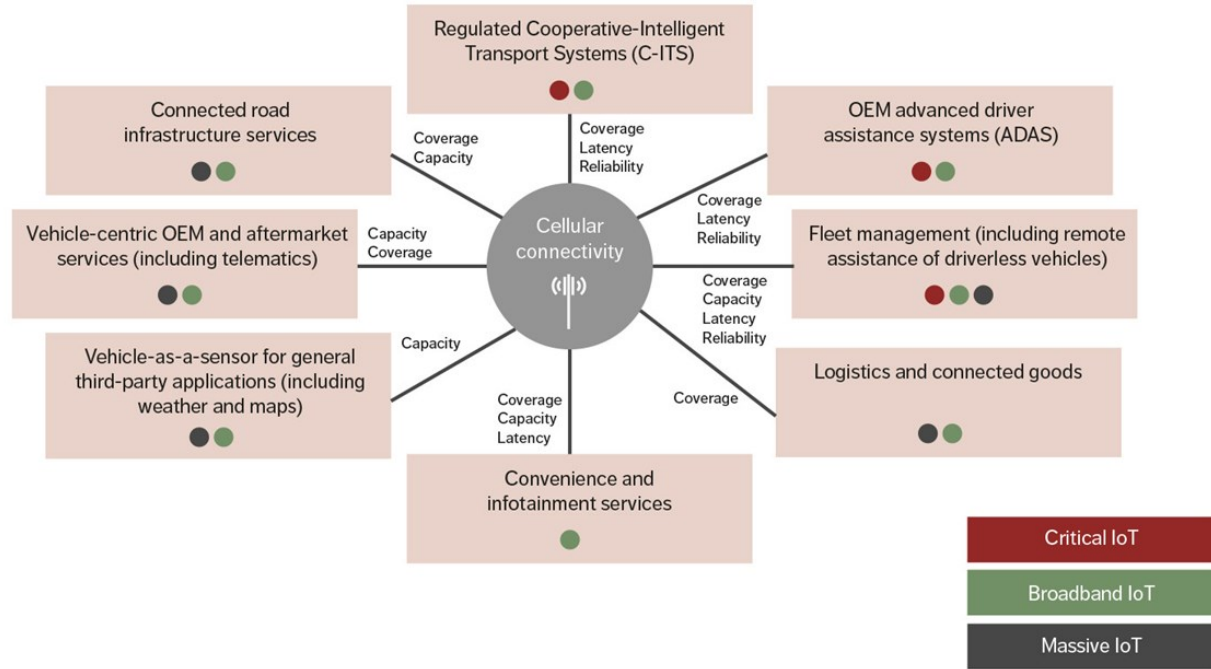 Regulated Cooperative-Intelligent
Transport Systems (C-ITS)
Connected road
infrastructure services
OEM advanced driver
assistance systems (ADAS)
Coverage
Capacity
Coverage
Latency
Reliability
Coverage
Latency
Reliability
Vehicle-centric OEM and aftermarket
services (including telematics)
Capacity
Coverage
Cellular
connectivity
Fleet management (including remote
assistance of driverless vehicles)
Coverage
Capacity
Latency
Reliability
Vehicle-as-a-sensor for general
third-party applications (including
weather and maps)
Capacity
Coverage
Capacity
Latency
Coverage
Logistics and connected goods
Convenience and
infotainment services
Critical IoT
Broadband IoT
Massive IoT